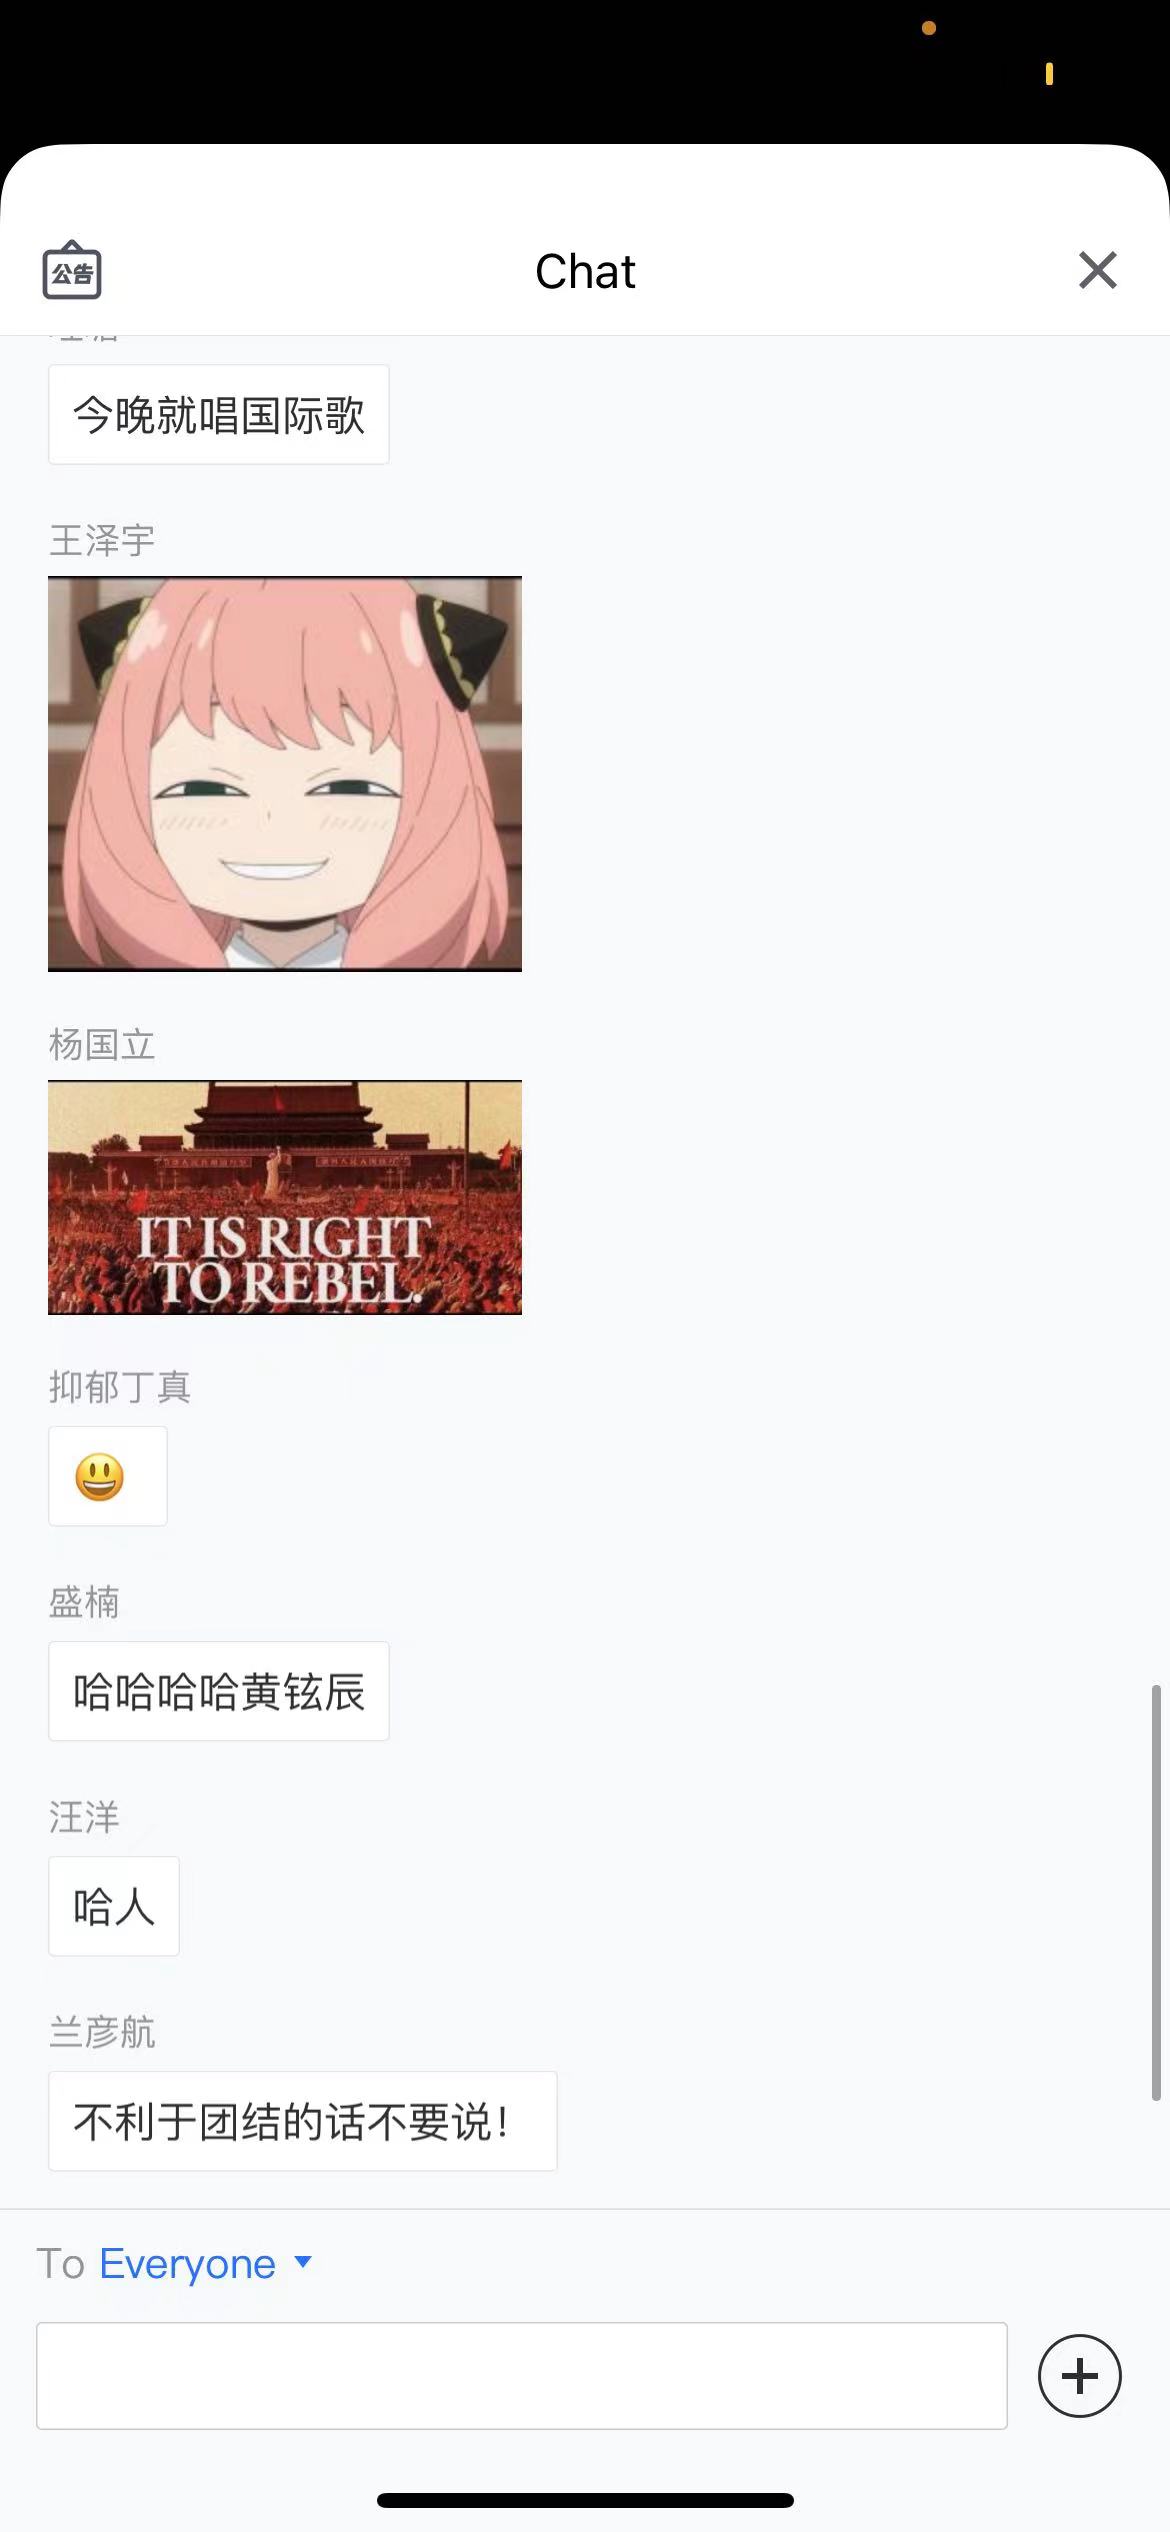 公告
Chat
今晚就唱国际歌
王泽宇
杨国立
IT IS RIGHT
TO REBEL.
抑郁丁真
盛楠
哈哈哈哈黄铉辰
汪洋
哈人
兰彦航
不利于团结的话不要说！
To Everyone